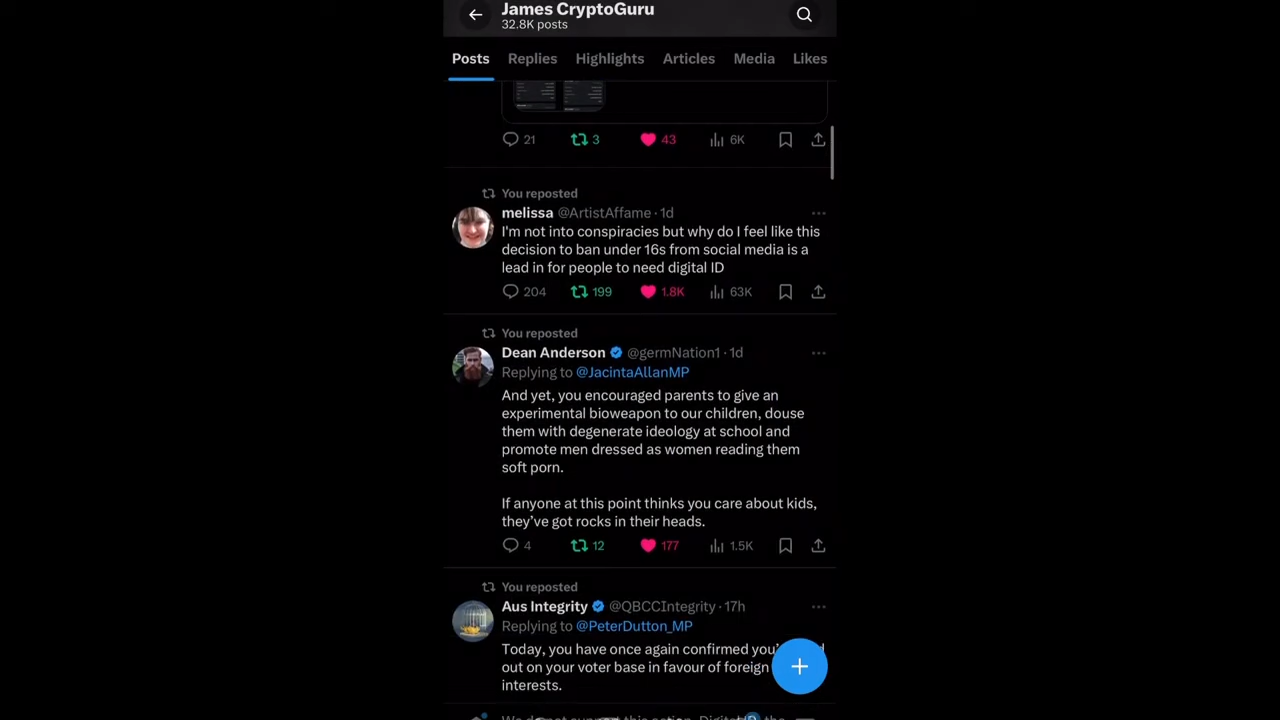 James CryptoGuru
32.8K posts
Posts Replies Highlights Articles Media Likes
21 3 43 6K
You reposted
melissa @ArtistAffame · 1d
I'm not into conspiracies but why do I feel like this
decision to ban under 16s from social media is a
lead in for people to need digital ID
204 199 1.8K 63K
You reposted
Dean Anderson @germNation1 · 1d
Replying to @JacintaAllanMP
And yet, you encouraged parents to give an
experimental bioweapon to our children, douse
them with degenerate ideology at school and
promote men dressed as women reading them
soft porn.
If anyone at this point thinks you care about kids,
they've got rocks in their heads.
4 12 177 1.5K
You reposted
Aus Integrity @QBCCIntegrity · 17h
Replying to @PeterDutton_MP
Today, you have once again confirmed
out on your voter base in favour of foreign
interests.